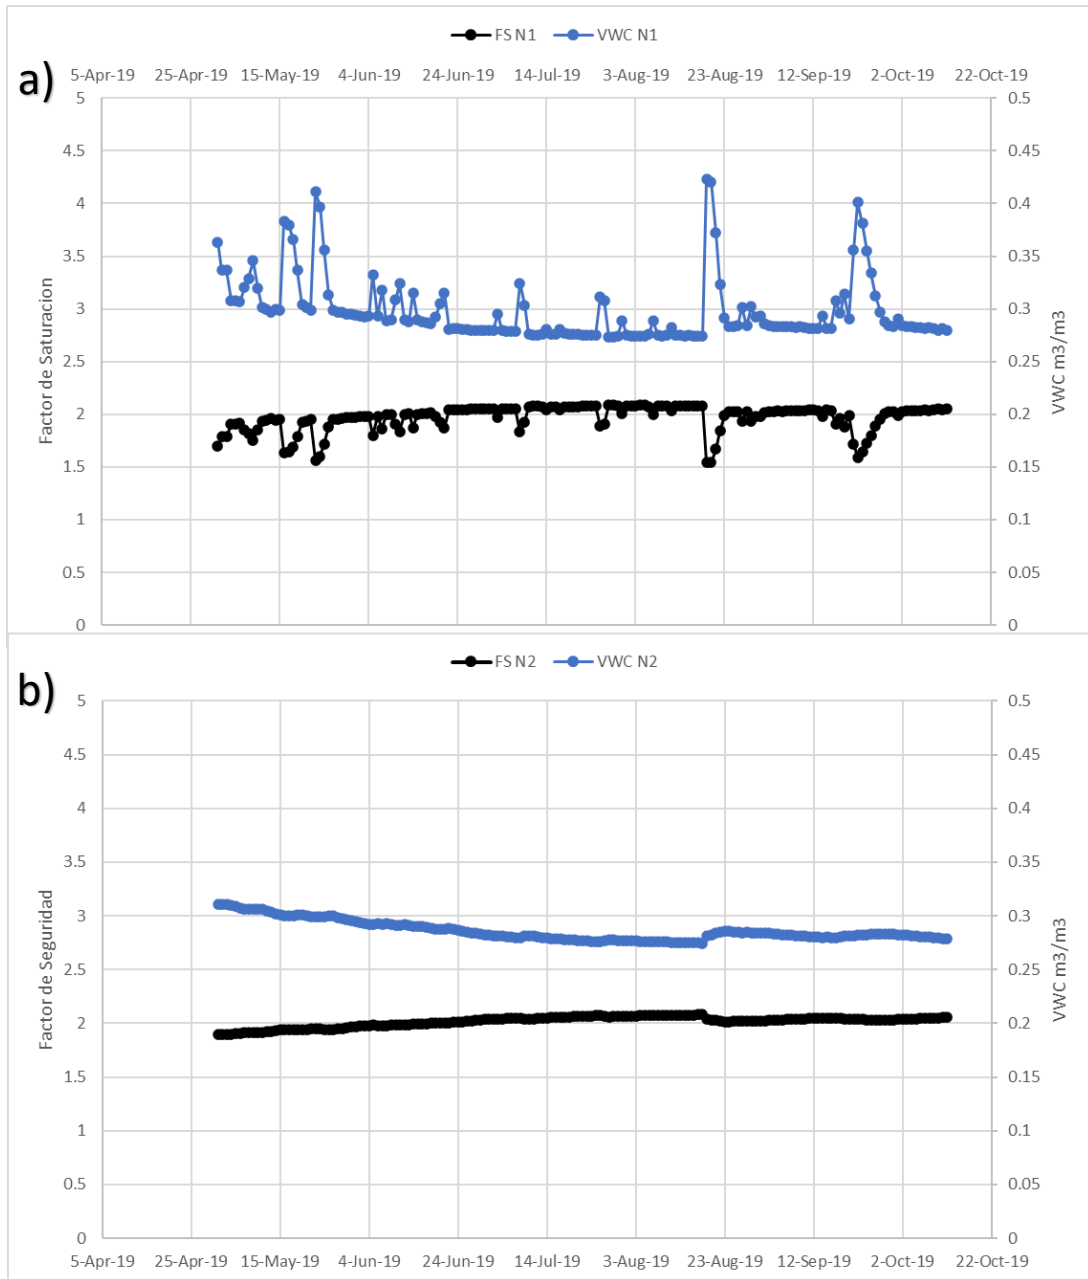 FS N1 VWC N1
a)
5-Apr-19 25-Apr-19 15-May-19 4-Jun-19 24-Jun-19 14-Jul-19 3-Aug-19 23-Aug-19 12-Sep-19 2-Oct-19 22-Oct-19
5 0.5
4.5 0.45
4 0.4
3.5 0.35
3 0.3
2.5 0.25
2 0.2
1.5 0.15
1 0.1
0.5 0.05
0 0
Factor de Saturacion
VWC m3/m3
FS N2 VWC N2
b)
5 0.5
4.5 0.45
4 0.4
3.5 0.35
3 0.3
2.5 0.25
2 0.2
1.5 0.15
1 0.1
0.5 0.05
0 0
Factor de Seguridad
VWC m3/m3
5-Apr-19 25-Apr-19 15-May-19 4-Jun-19 24-Jun-19 14-Jul-19 3-Aug-19 23-Aug-19 12-Sep-19 2-Oct-19 22-Oct-19